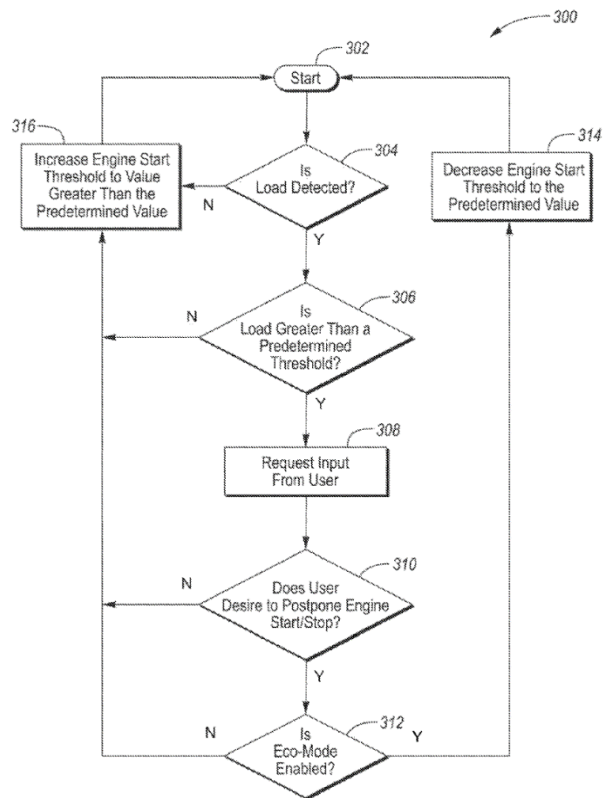 300
302
Start
316
Increase Engine Start
Threshold to Value
Greater Than the
Predetermined Value
304
Is
Load Detected?
N
Y
314
Decrease Engine Start
Threshold to the
Predetermined Value
306
Is
Load Greater Than a
Predetermined
Threshold?
N
Y
308
Request Input
From User
310
Does User
Desire to Postpone Engine
Start/Stop?
N
Y
312
Is
Eco-Mode
Enabled?
N
Y